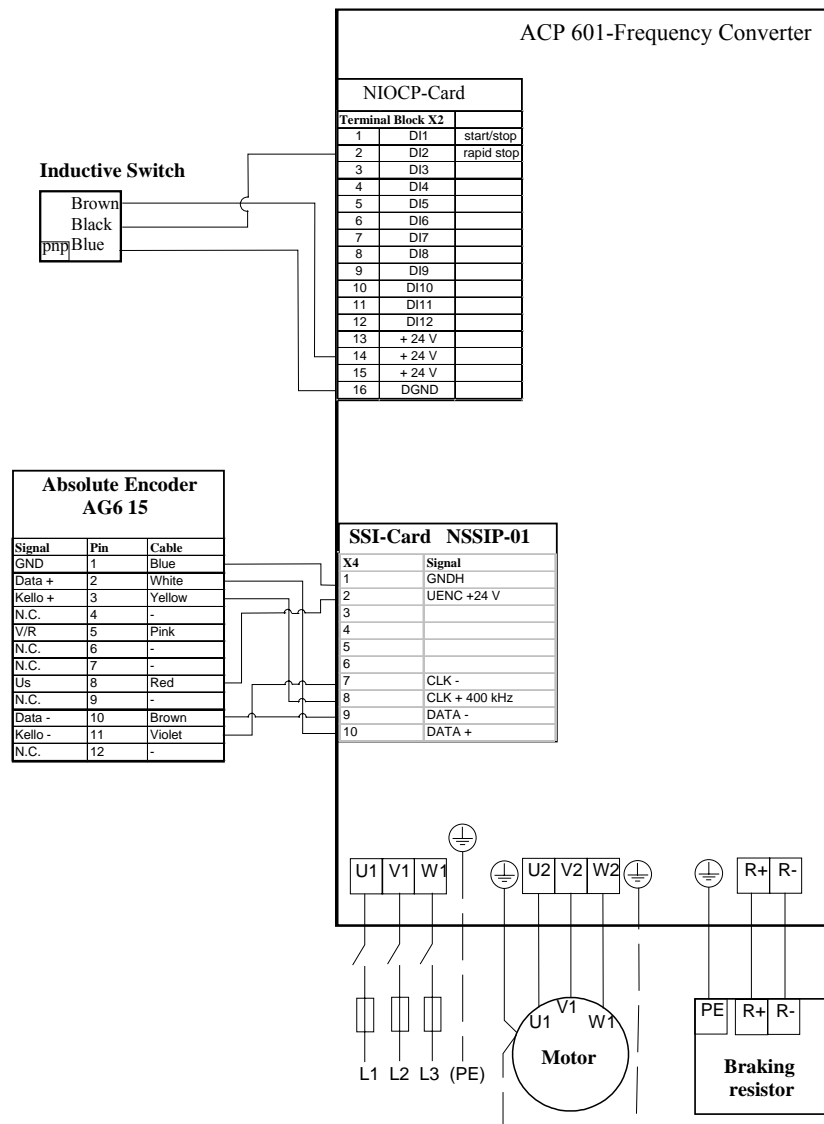 ACP 601-Frequency Converter
NIOCP-Card
Terminal Block X2
1 DI1 start/stop
2 DI2 rapid stop
3 DI3
4 DI4
5 DI5
6 DI6
7 DI7
8 DI8
9 DI9
10 DI10
11 DI11
12 DI12
13 + 24 V
14 + 24 V
15 + 24 V
16 DGND
Inductive Switch
Brown
Black
pnp Blue
Absolute Encoder
AG6 15
Signal Pin Cable
GND 1 Blue
Data + 2 White
Kello + 3 Yellow
N.C. 4 -
V/R 5 Pink
N.C. 6 -
N.C. 7 -
Us 8 Red
N.C. 9 -
Data - 10 Brown
Kello - 11 Violet
N.C. 12 -
SSI-Card NSSIP-01
X4 Signal
1 GNDH
2 UENC +24 V
3
4
5
6
7 CLK -
8 CLK + 400 kHz
9 DATA -
10 DATA +
U1 V1 W1 U2 V2 W2 R+ R-
PE R+ R-
U1 V1 W1
Motor
Braking
resistor
L1 L2 L3 (PE)